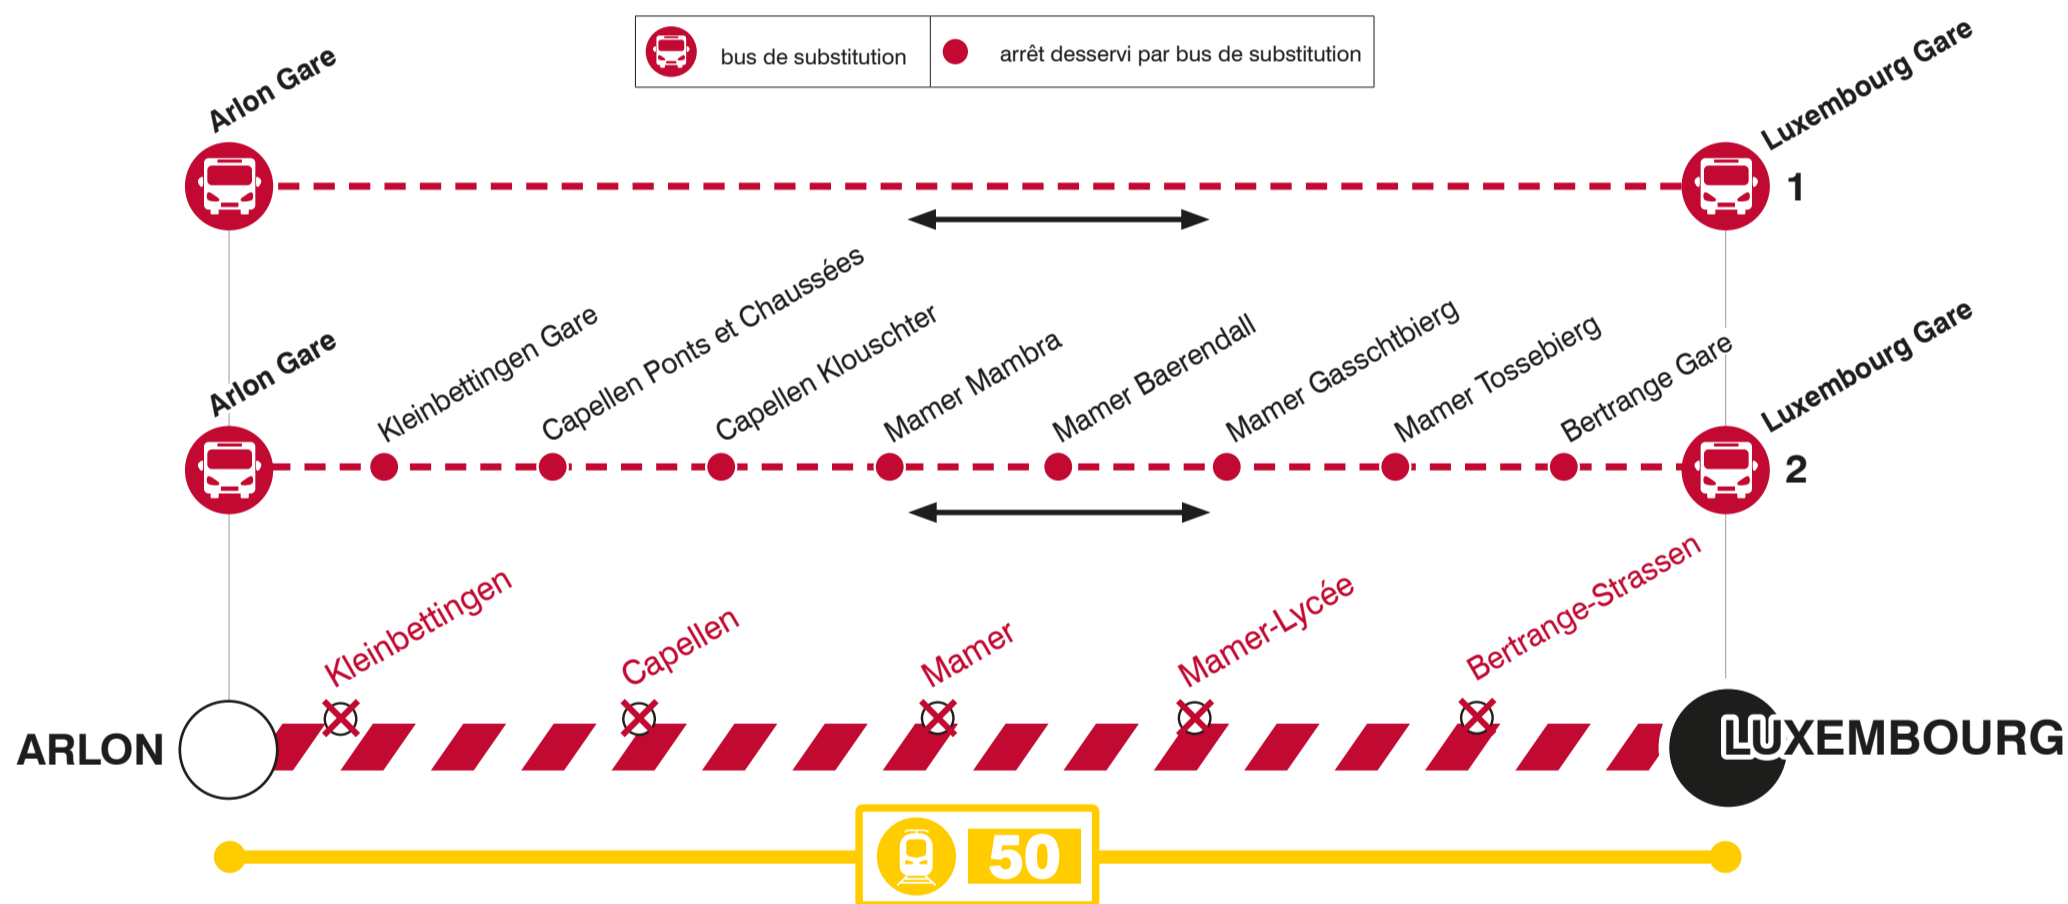 bus de substitution
arrêt desservi par bus de substitution
Arlon Gare
Luxembourg Gare
1
Arlon Gare
Kleinbettingen Gare
Capellen Ponts et Chaussées
Capellen Klouschter
Mamer Mambra
Mamer Baerendall
Mamer Gasschtbierg
Mamer Tossebierg
Bertrange Gare
Luxembourg Gare
2
Kleinbettingen
Capellen
Mamer
Mamer-Lycée
Bertrange-Strassen
ARLON
LUXEMBOURG
50